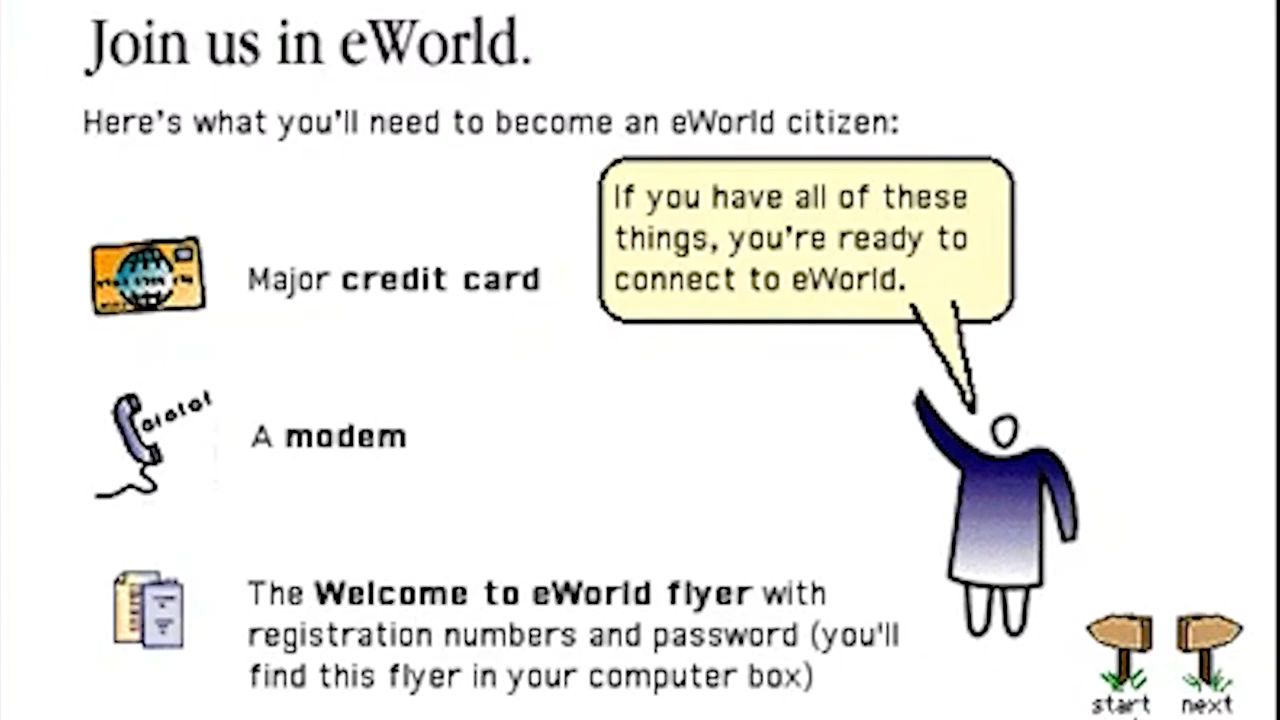 Join us in eWorld.
Here's what you'll need to become an eWorld citizen:
If you have all of these
things, you're ready to
connect to eWorld.
Major credit card
A modem
The Welcome to eWorld flyer with
registration numbers and password (you'll
find this flyer in your computer box)
start next